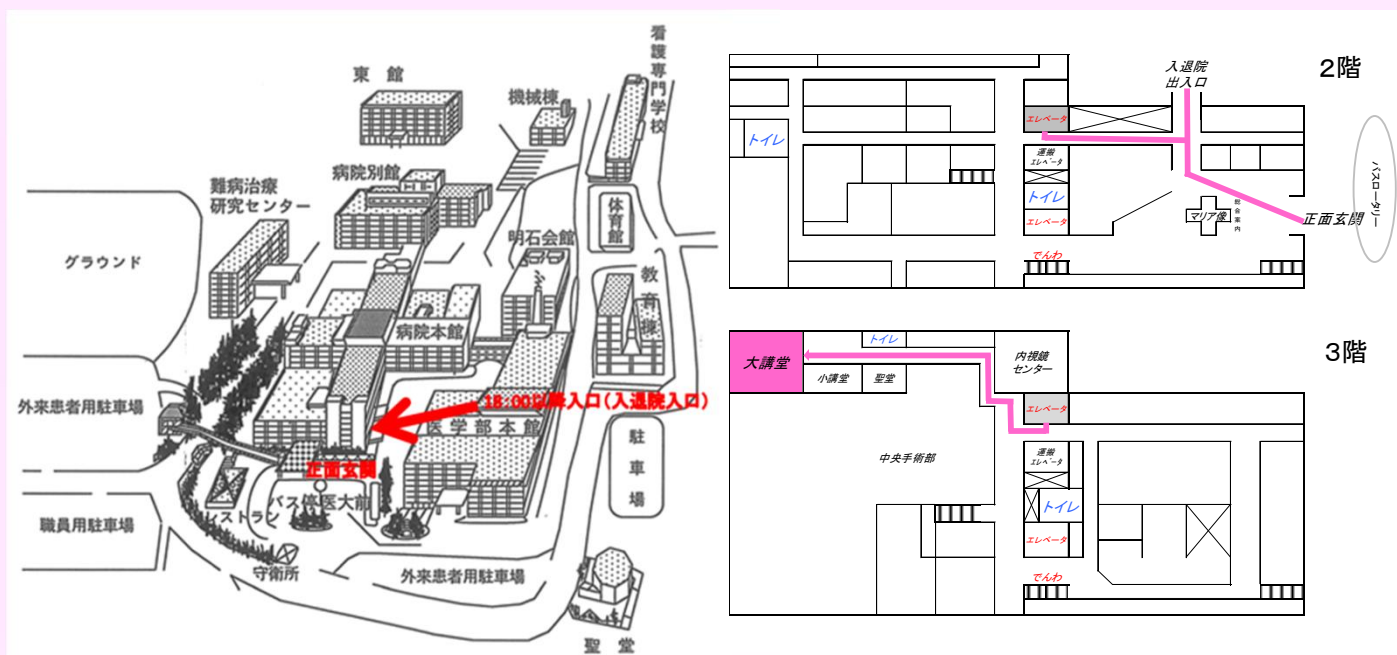 東館
機械棟
看護専門学校
病院別館
難病治療
研究センター
体育館
明石会館
グラウンド
教育棟
病院本館
外来患者用駐車場
18:00以降入口(入退院入口)
医学部本館
駐車場
正面玄関
バス停医大前
職員用駐車場
守衛所
外来患者用駐車場
聖堂
2階
入退院
出入口
エレベータ
トイレ
運搬
エレベータ
トイレ
エレベータ
マリア像
総合案内
正面玄関
バスロータリー
でんわ
3階
大講堂
トイレ
小講堂
聖堂
内視鏡
センター
エレベータ
中央手術部
運搬
エレベータ
トイレ
エレベータ
でんわ